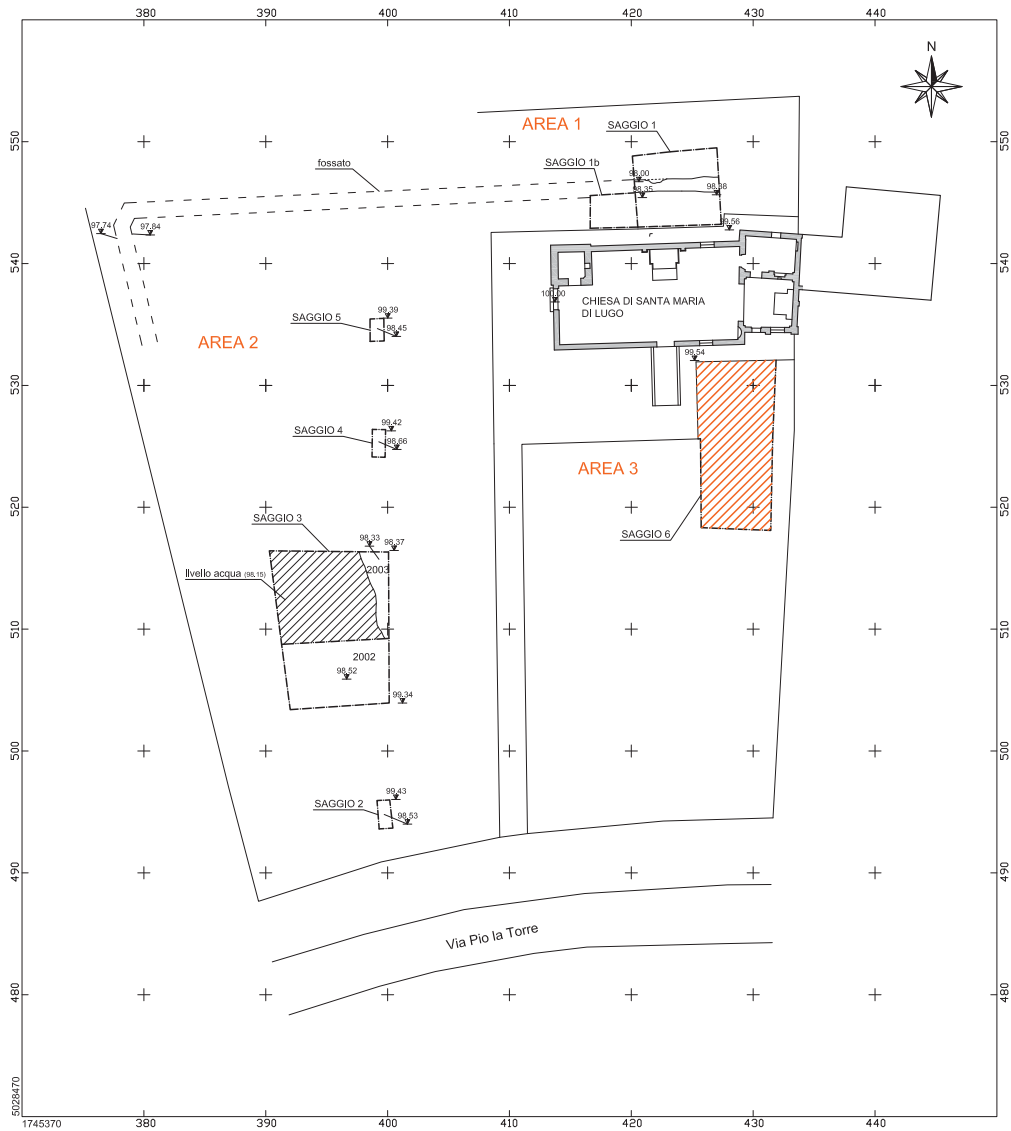 380 390 400 410 420 430 440
N
550 550
AREA 1
SAGGIO 1
SAGGIO 1b
fossato
98.00
98.35
98.38
97.74
97.84
99.56
540 540
100.00
CHIESA DI SANTA MARIA
DI LUGO
99.39
SAGGIO 5
98.45
AREA 2
99.54
530 530
99.42
SAGGIO 4
98.66
AREA 3
520 520
SAGGIO 3
SAGGIO 6
98.33
98.37
2003
livello acqua (98.15)
510 510
2002
98.52
99.34
500 500
99.43
SAGGIO 2
98.53
490 490
Via Pio la Torre
480 480
5028470
1745370
380 390 400 410 420 430 440